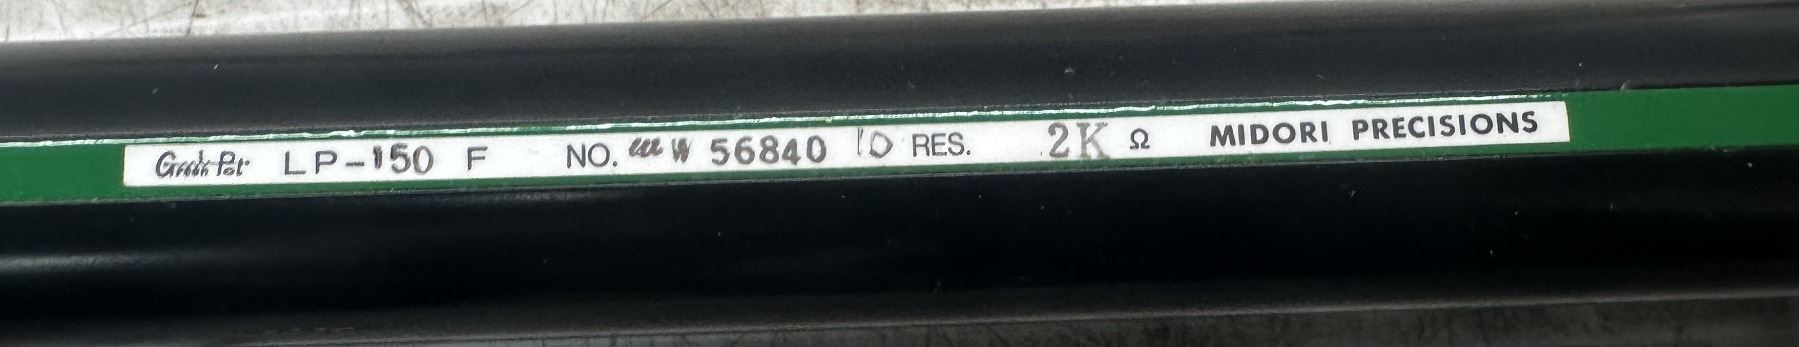 Green Pot LP-150 F NO. W 56840 RES. 2K Ω MIDORI PRECISIONS